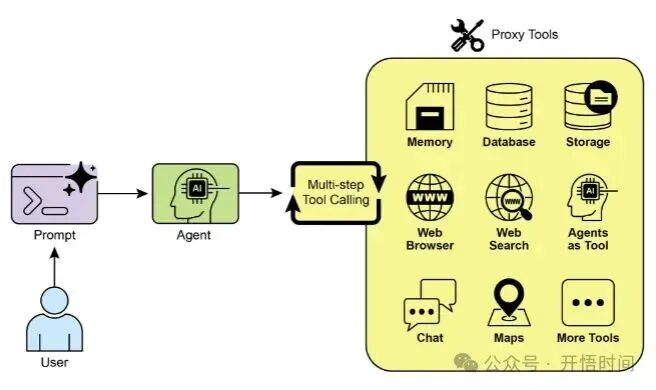 Proxy Tools
Memory
Database
Storage
AI
Multi-step
Tool Calling
Prompt
Agent
WWW
Web
Browser
www
Web
Search
AI
Agents
as Tool
Chat
Maps
More Tools
User
公众号 · 开悟时间